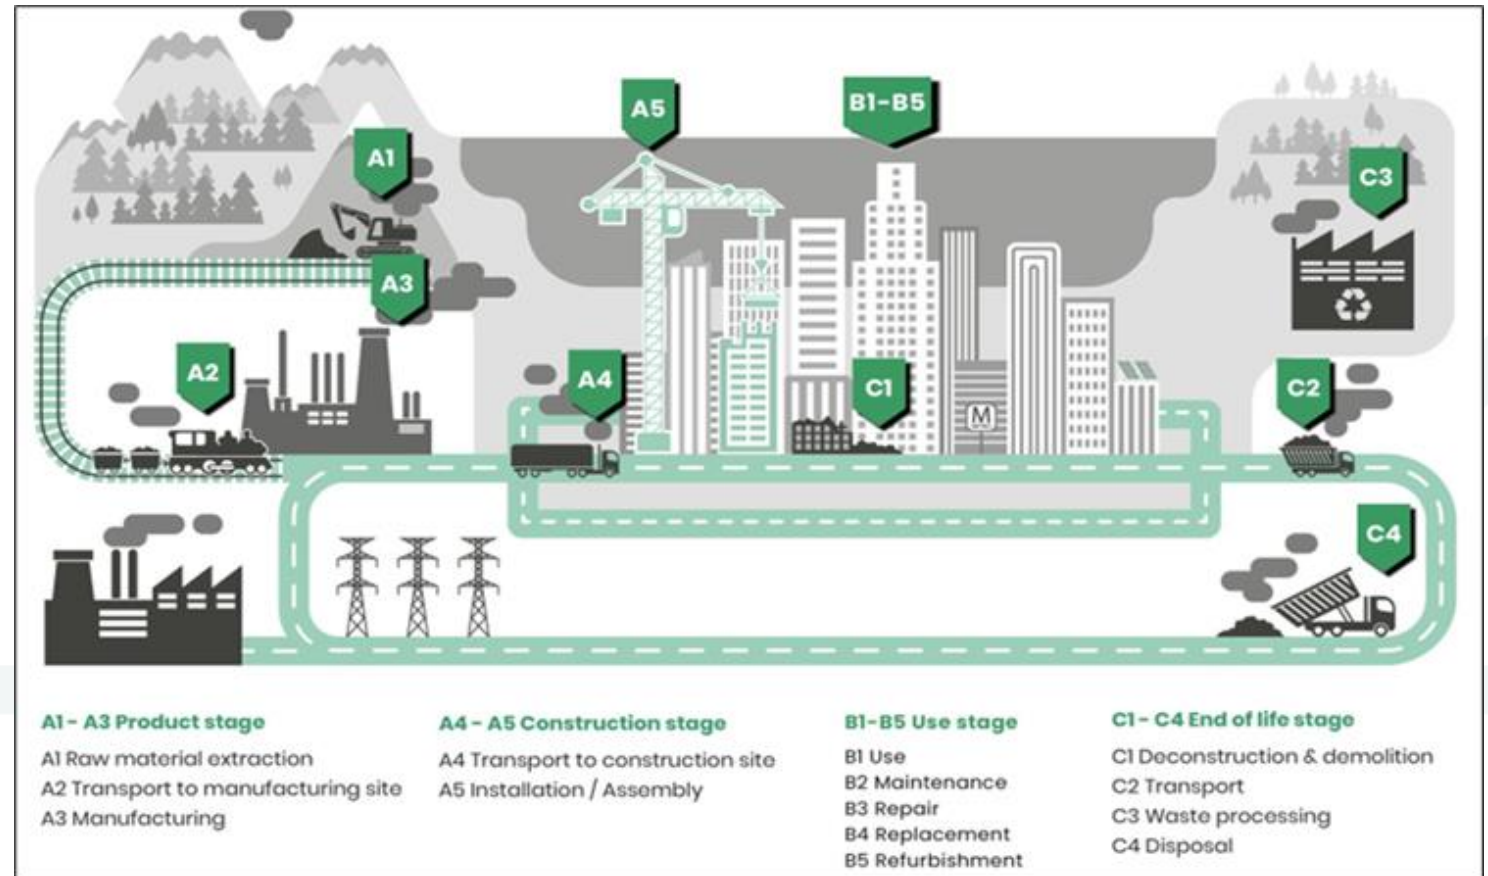 A5
B1-B5
A1
C3
A3
A2
A4
C1
C2
M
C4
A1 - A3 Product stage
A1 Raw material extraction
A2 Transport to manufacturing site
A3 Manufacturing
A4 - A5 Construction stage
A4 Transport to construction site
A5 Installation / Assembly
B1-B5 Use stage
B1 Use
B2 Maintenance
B3 Repair
B4 Replacement
B5 Refurbishment
C1 - C4 End of life stage
C1 Deconstruction & demolition
C2 Transport
C3 Waste processing
C4 Disposal